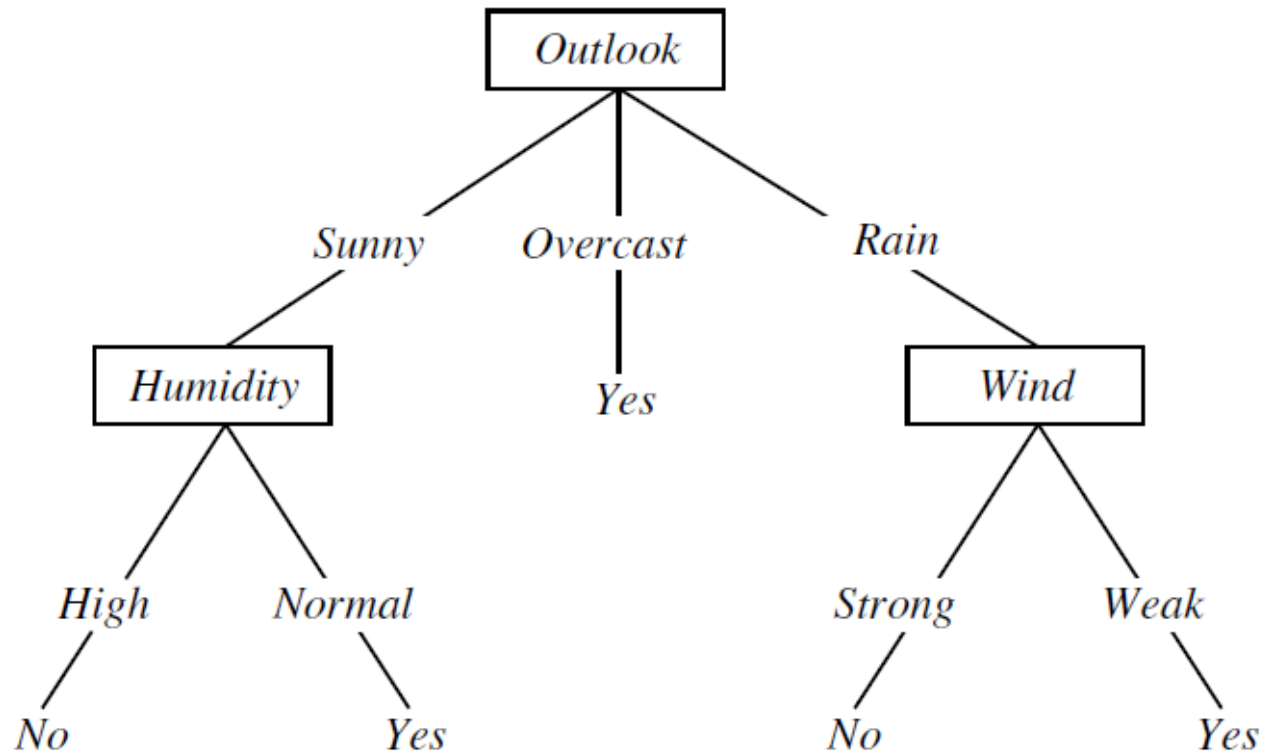 Outlook
Sunny Overcast Rain
Humidity Yes Wind
High Normal Strong Weak
No Yes No Yes